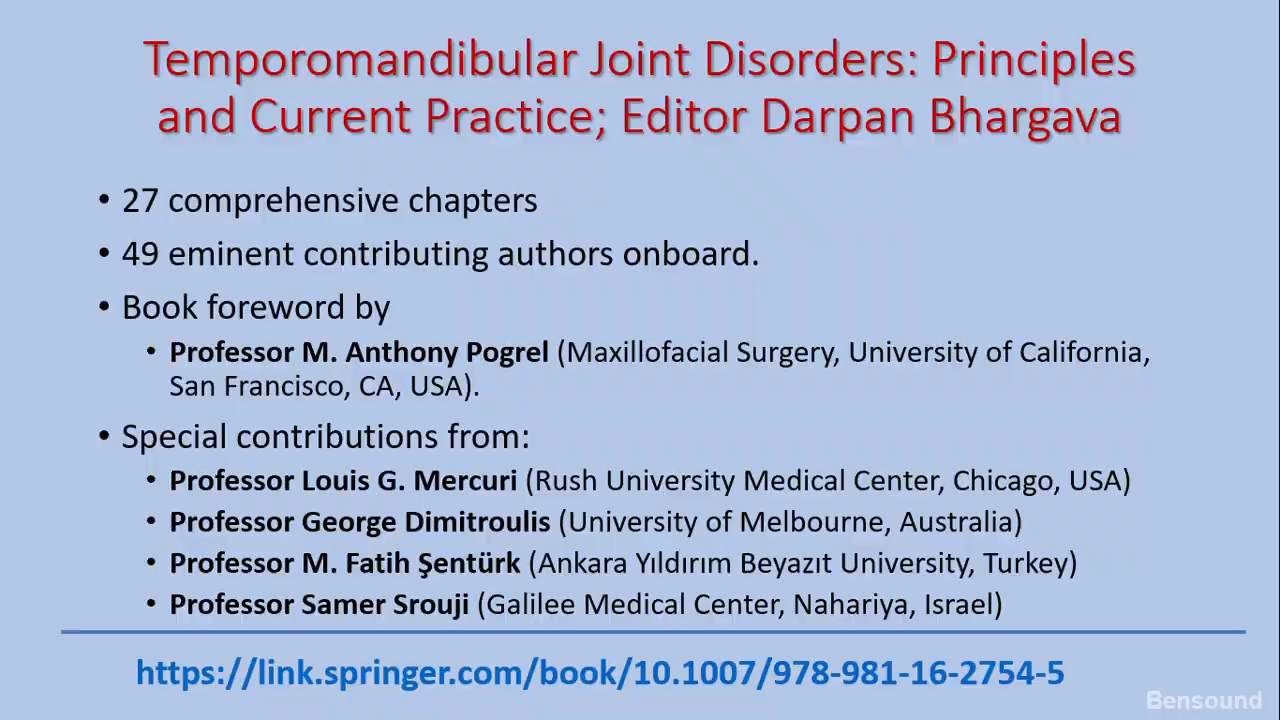 Temporomandibular Joint Disorders: Principles
and Current Practice; Editor Darpan Bhargava
• 27 comprehensive chapters
• 49 eminent contributing authors onboard.
• Book foreword by
• Professor M. Anthony Pogrel (Maxillofacial Surgery, University of California,
San Francisco, CA, USA).
• Special contributions from:
• Professor Louis G. Mercuri (Rush University Medical Center, Chicago, USA)
• Professor George Dimitroulis (University of Melbourne, Australia)
• Professor M. Fatih Şentürk (Ankara Yıldırım Beyazıt University, Turkey)
• Professor Samer Srouji (Galilee Medical Center, Nahariya, Israel)
https://link.springer.com/book/10.1007/978-981-16-2754-5
Bensound